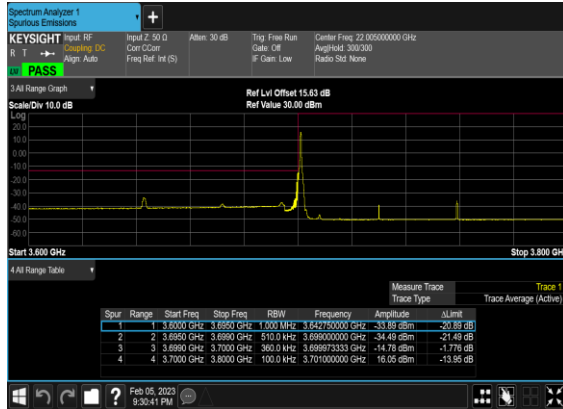 Spectrum Analyzer 1
Spurious Emissions
KEYSIGHT
R T
PASS
Input: RF
Coupling: DC
Align: Auto
Input Z: 50 Ω
Corr CCorr
Freq Ref: Int (S)
Atten: 30 dB
Trig: Free Run
Gate: Off
IF Gain: Low
Center Freq: 22.005000000 GHz
Avg|Hold: 300/300
Radio Std: None
3 All Range Graph
Scale/Div 10.0 dB
Ref Lvl Offset 15.63 dB
Ref Value 30.00 dBm
Log
20.0
10.0
0.00
-10.0
-20.0
-30.0
-40.0
-50.0
-60.0
Start 3.600 GHz
Stop 3.800 GH
4 All Range Table
Measure Trace Trace 1
Trace Type Trace Average (Active)
Spur Range Start Freq Stop Freq RBW Frequency Amplitude ΔLimit
1 1 3.6000 GHz 3.6950 GHz 1.000 MHz 3.642750000 GHz -33.89 dBm -20.89 dB
2 2 3.6950 GHz 3.6990 GHz 510.0 kHz 3.699000000 GHz -34.49 dBm -21.49 dB
3 3 3.6990 GHz 3.7000 GHz 360.0 kHz 3.699973333 GHz -14.78 dBm -1.776 dB
4 4 3.7000 GHz 3.8000 GHz 100.0 kHz 3.701000000 GHz 16.05 dBm -13.95 dB
?
Feb 05, 2023
9:30:41 PM